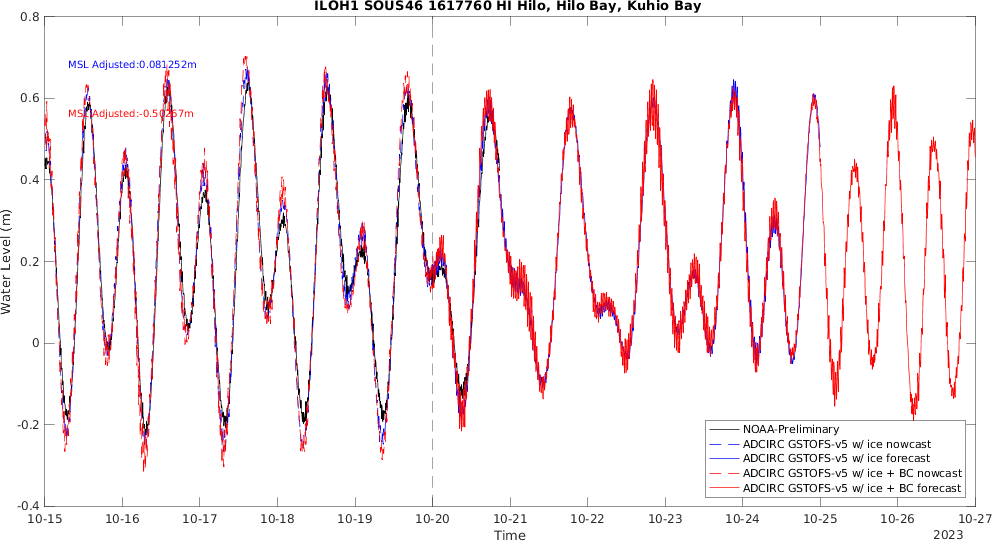 ILOH1 SOUS46 1617760 HI Hilo, Hilo Bay, Kuhio Bay
0.8
MSL Adjusted:0.081252m
0.6
MSL Adjusted:-0.50267m
0.4
0.2
0
-0.2
-0.4
Water Level (m)
NOAA-Preliminary
ADCIRC GSTOFS-v5 w/ ice nowcast
ADCIRC GSTOFS-v5 w/ ice forecast
ADCIRC GSTOFS-v5 w/ ice + BC nowcast
ADCIRC GSTOFS-v5 w/ ice + BC forecast
10-15 10-16 10-17 10-18 10-19 10-20 10-21 10-22 10-23 10-24 10-25 10-26 10-27
Time
2023